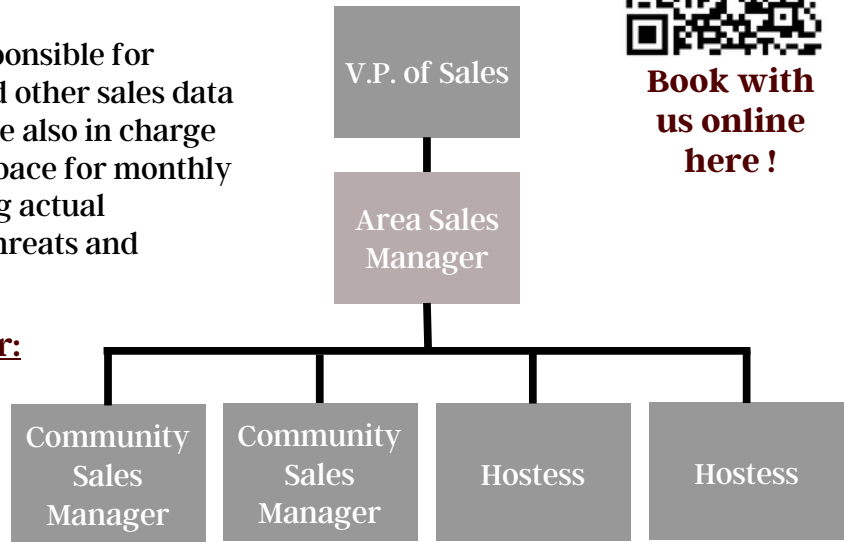 ponsible for
d other sales data
e also in charge
pace for monthly
g actual
hreats and
r:
V.P. of Sales
Book with
us online
here !
Area Sales
Manager
Community
Sales
Manager
Community
Sales
Manager
Hostess
Hostess